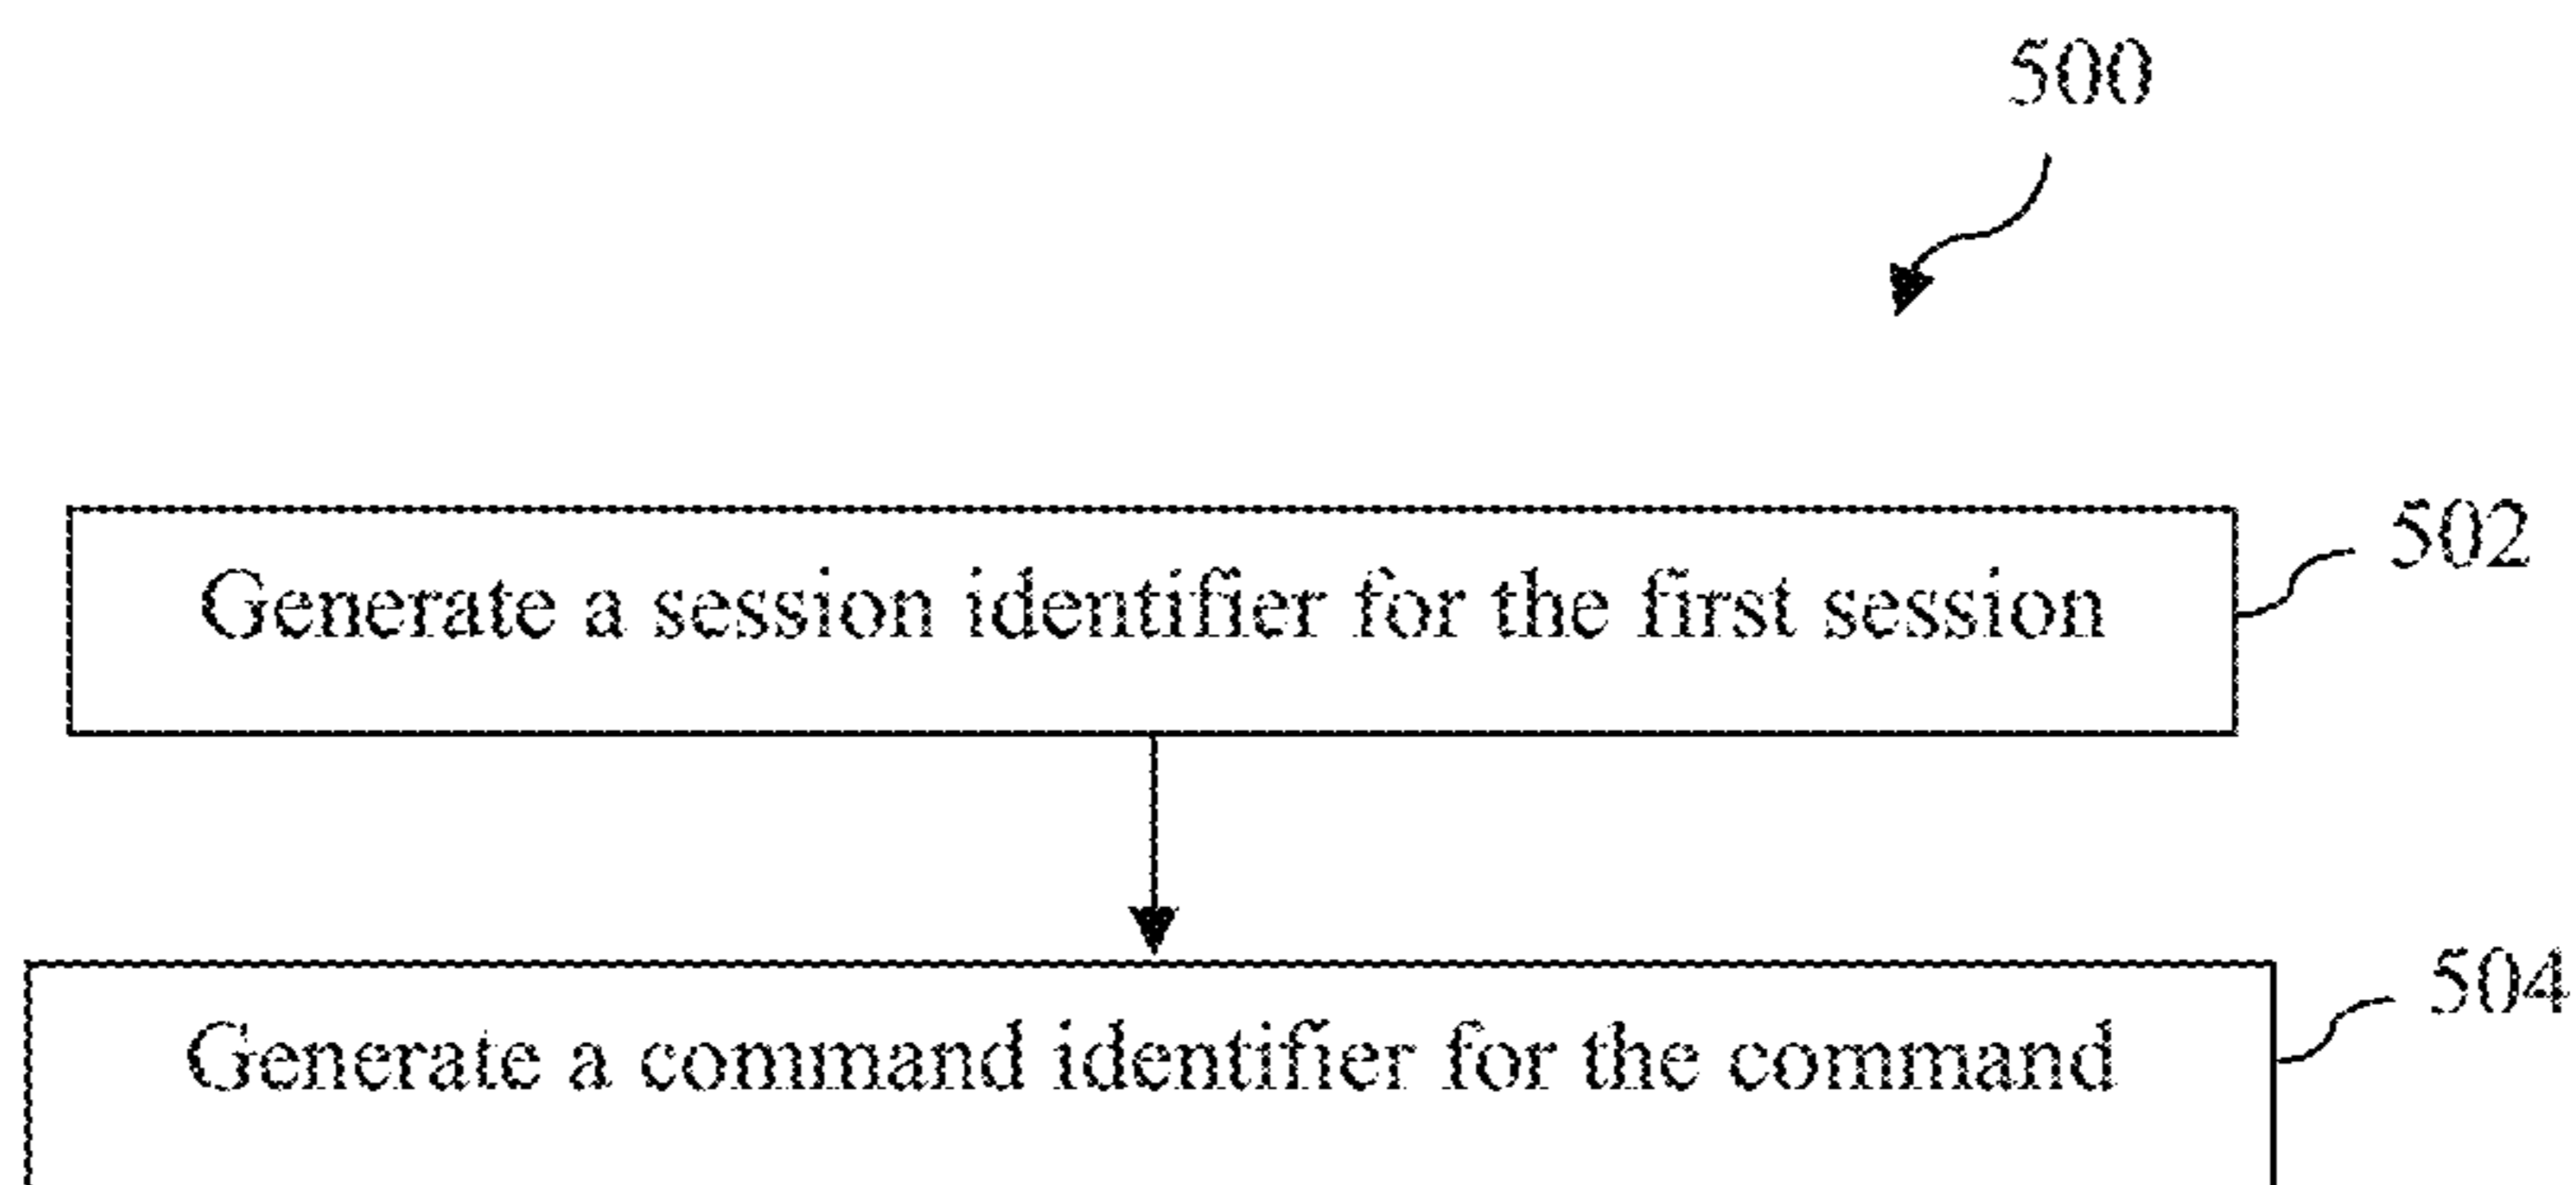 500
Generate a session identifier for the first session
502
Generate a command identifier for the command
504